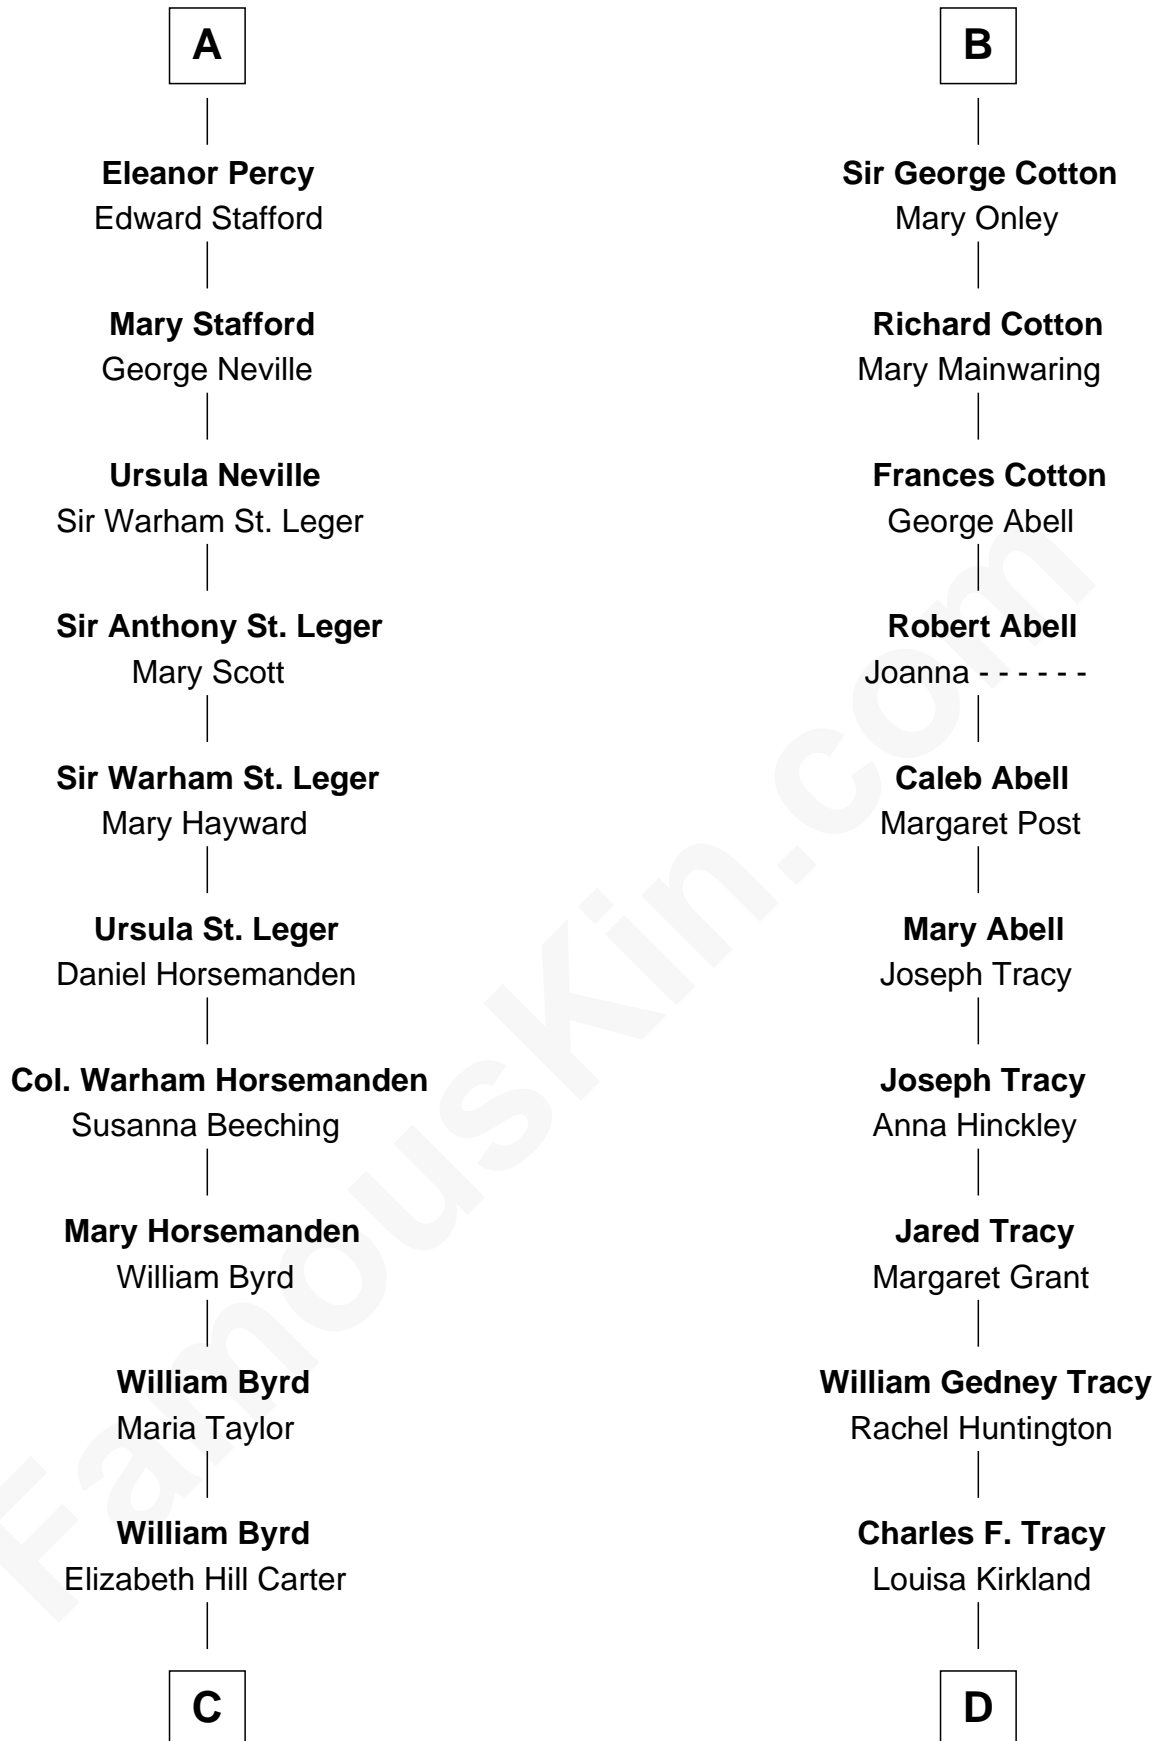 A
Eleanor Percy
Edward Stafford
Mary Stafford
George Neville
Ursula Neville
Sir Warham St. Leger
Sir Anthony St. Leger
Mary Scott
Sir Warham St. Leger
Mary Hayward
Ursula St. Leger
Daniel Horsemanden
Col. Warham Horsemanden
Susanna Beeching
Mary Horsemanden
William Byrd
William Byrd
Maria Taylor
William Byrd
Elizabeth Hill Carter
C
B
Sir George Cotton
Mary Onley
Richard Cotton
Mary Mainwaring
Frances Cotton
George Abell
Robert Abell
Joanna - - - - - -
Caleb Abell
Margaret Post
Mary Abell
Joseph Tracy
Joseph Tracy
Anna Hinckley
Jared Tracy
Margaret Grant
William Gedney Tracy
Rachel Huntington
Charles F. Tracy
Louisa Kirkland
D
FamousKin.com